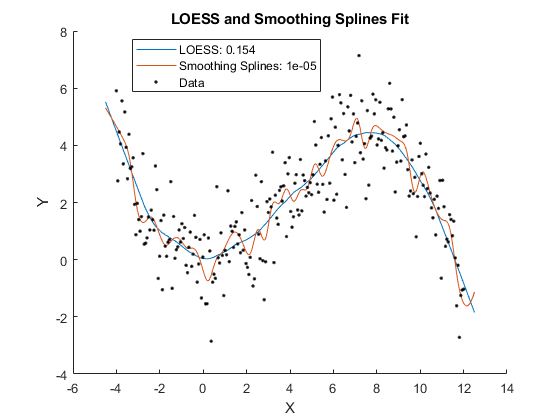 LOESS and Smoothing Splines Fit
LOESS: 0.154
Smoothing Splines: 1e-05
Data
8
6
4
2
0
-2
-4
Y
-6 -4 -2 0 2 4 6 8 10 12 14
X